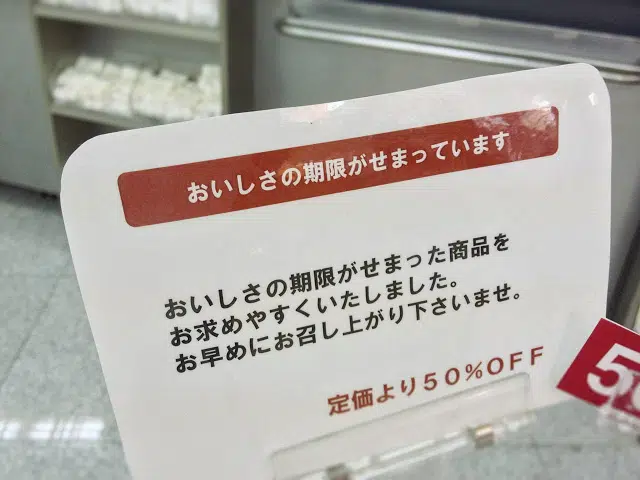 おいしさの期限がせまっています
おいしさの期限がせまった商品を
お求めやすくいたしました。
お早めにお召し上がり下さいませ。
定価より５０％ＯＦＦ